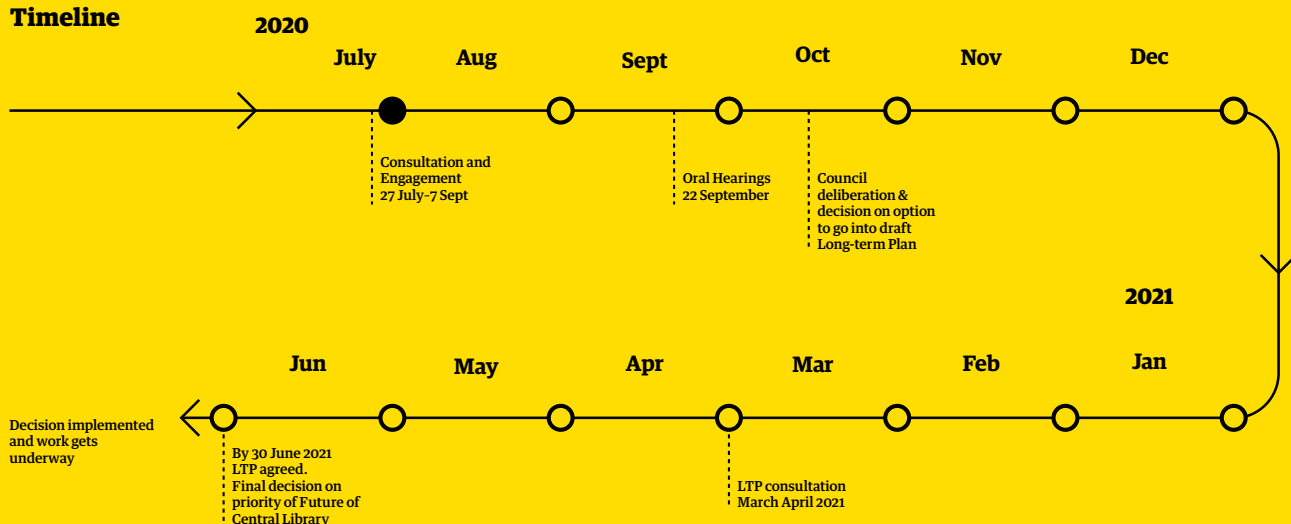 Timeline
2020
July
Aug
Sept
Oct
Nov
Dec
Consultation and
Engagement
27 July–7 Sept
Oral Hearings
22 September
Council
deliberation &
decision on option
to go into draft
Long-term Plan
2021
Jun
May
Apr
Mar
Feb
Jan
Decision implemented
and work gets
underway
By 30 June 2021
LTP agreed.
Final decision on
priority of Future of
Central Library
LTP consultation
March April 2021